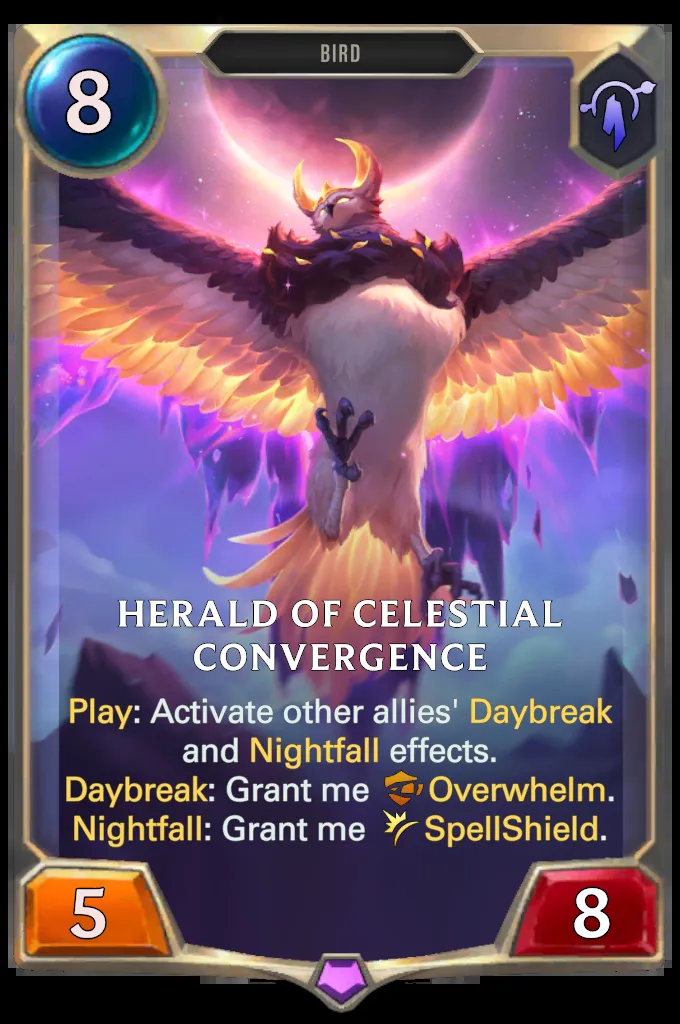 BIRD
8
HERALD OF CELESTIAL
CONVERGENCE
Play: Activate other allies' Daybreak
and Nightfall effects.
Daybreak: Grant me Overwhelm.
Nightfall: Grant me SpellShield.
5
8